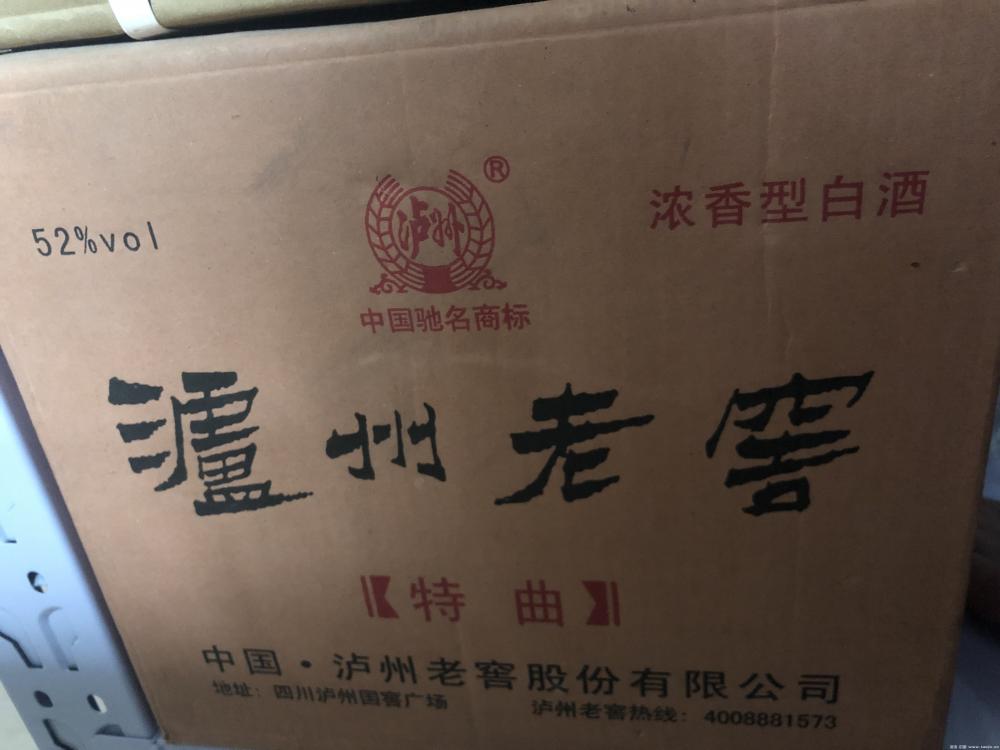 52%vol
泸州
®
浓香型白酒
中国驰名商标
瀘州老窖
【特曲】
中国·泸州老窖股份有限公司
地址：四川泸州国窖广场
泸州老窖热线：4008881573